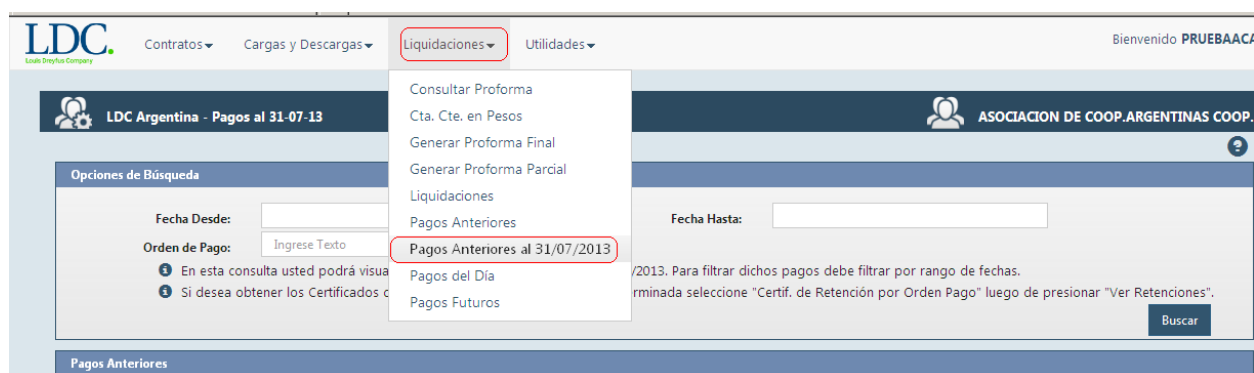 LDC.
Louis Dreyfus Company
Contratos
Cargas y Descargas
Liquidaciones
Utilidades
Bienvenido PRUEBAACA
Consultar Proforma
Cta. Cte. en Pesos
Generar Proforma Final
Generar Proforma Parcial
Liquidaciones
Pagos Anteriores
Pagos Anteriores al 31/07/2013
Pagos del Día
Pagos Futuros
LDC Argentina - Pagos al 31-07-13
ASOCIACION DE COOP.ARGENTINAS COOP.
?
Opciones de Búsqueda
Fecha Desde:
Fecha Hasta:
Orden de Pago:
Ingrese Texto
En esta consulta usted podrá /2013. Para filtrar dichos pagos debe filtrar por rango de fechas.
Si desea obtener los Certificados seleccione "Certif. de Retención por Orden Pago" luego de presionar "Ver Retenciones".
Buscar
Pagos Anteriores